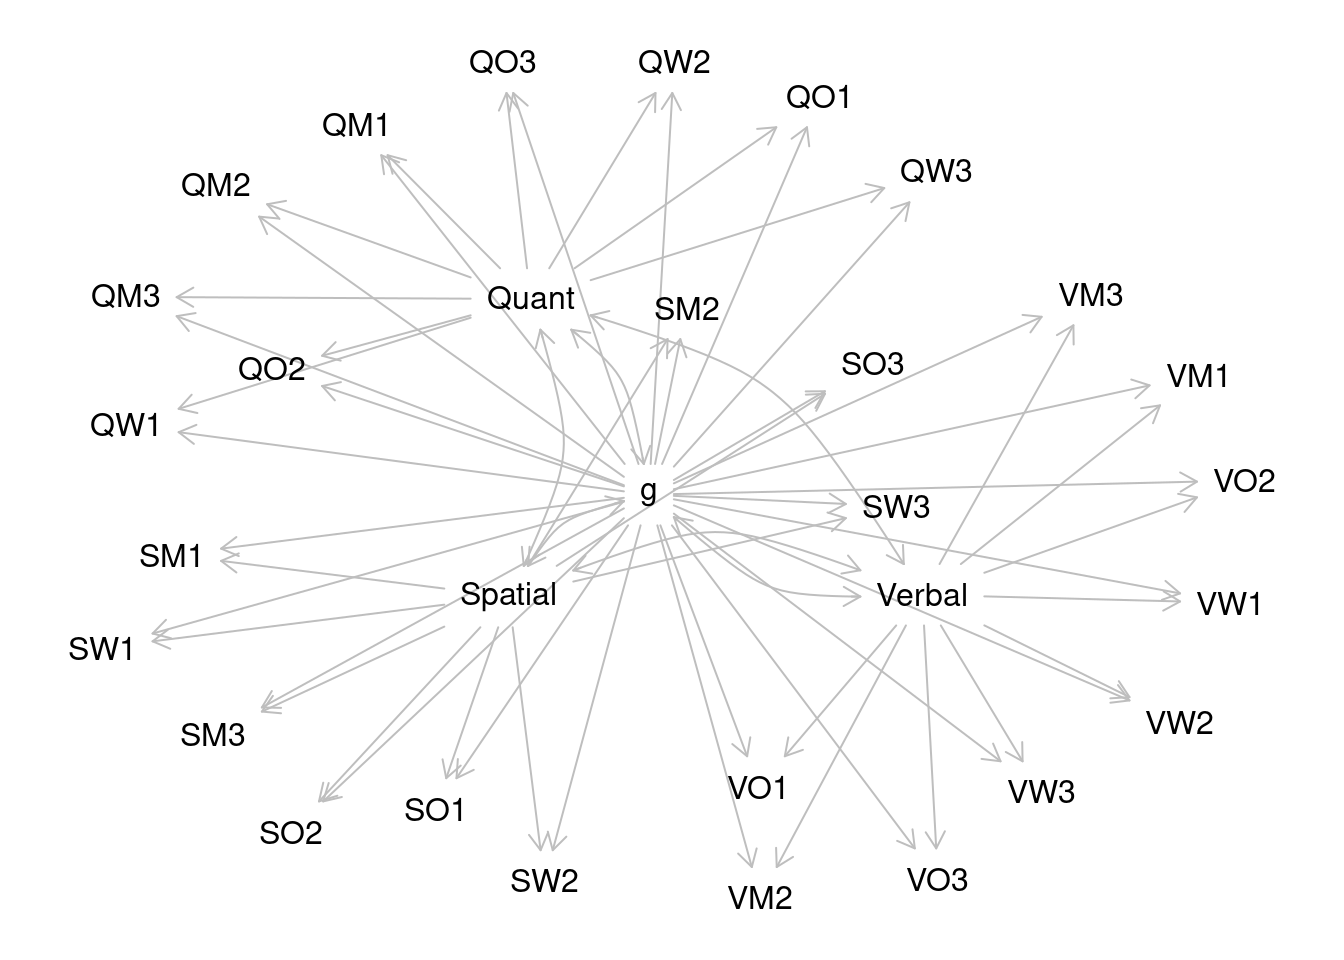 QO3
QW2
QO1
QM1
QW3
QM2
QM3
Quant
SM2
VM3
QO2
SO3
VM1
QW1
g
VO2
SW3
SM1
Spatial
Verbal
VW1
SW1
SM3
VW2
SO2
SO1
VO1
VW3
SW2
VM2
VO3